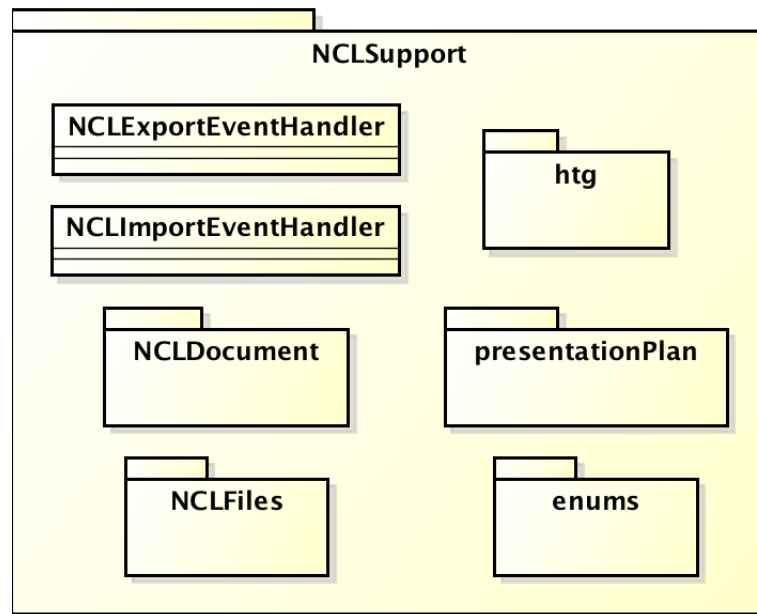 NCLSupport
NCLExportEventHandler
htg
NCLImportEventHandler
NCLDocument
presentationPlan
NCLFiles
enums